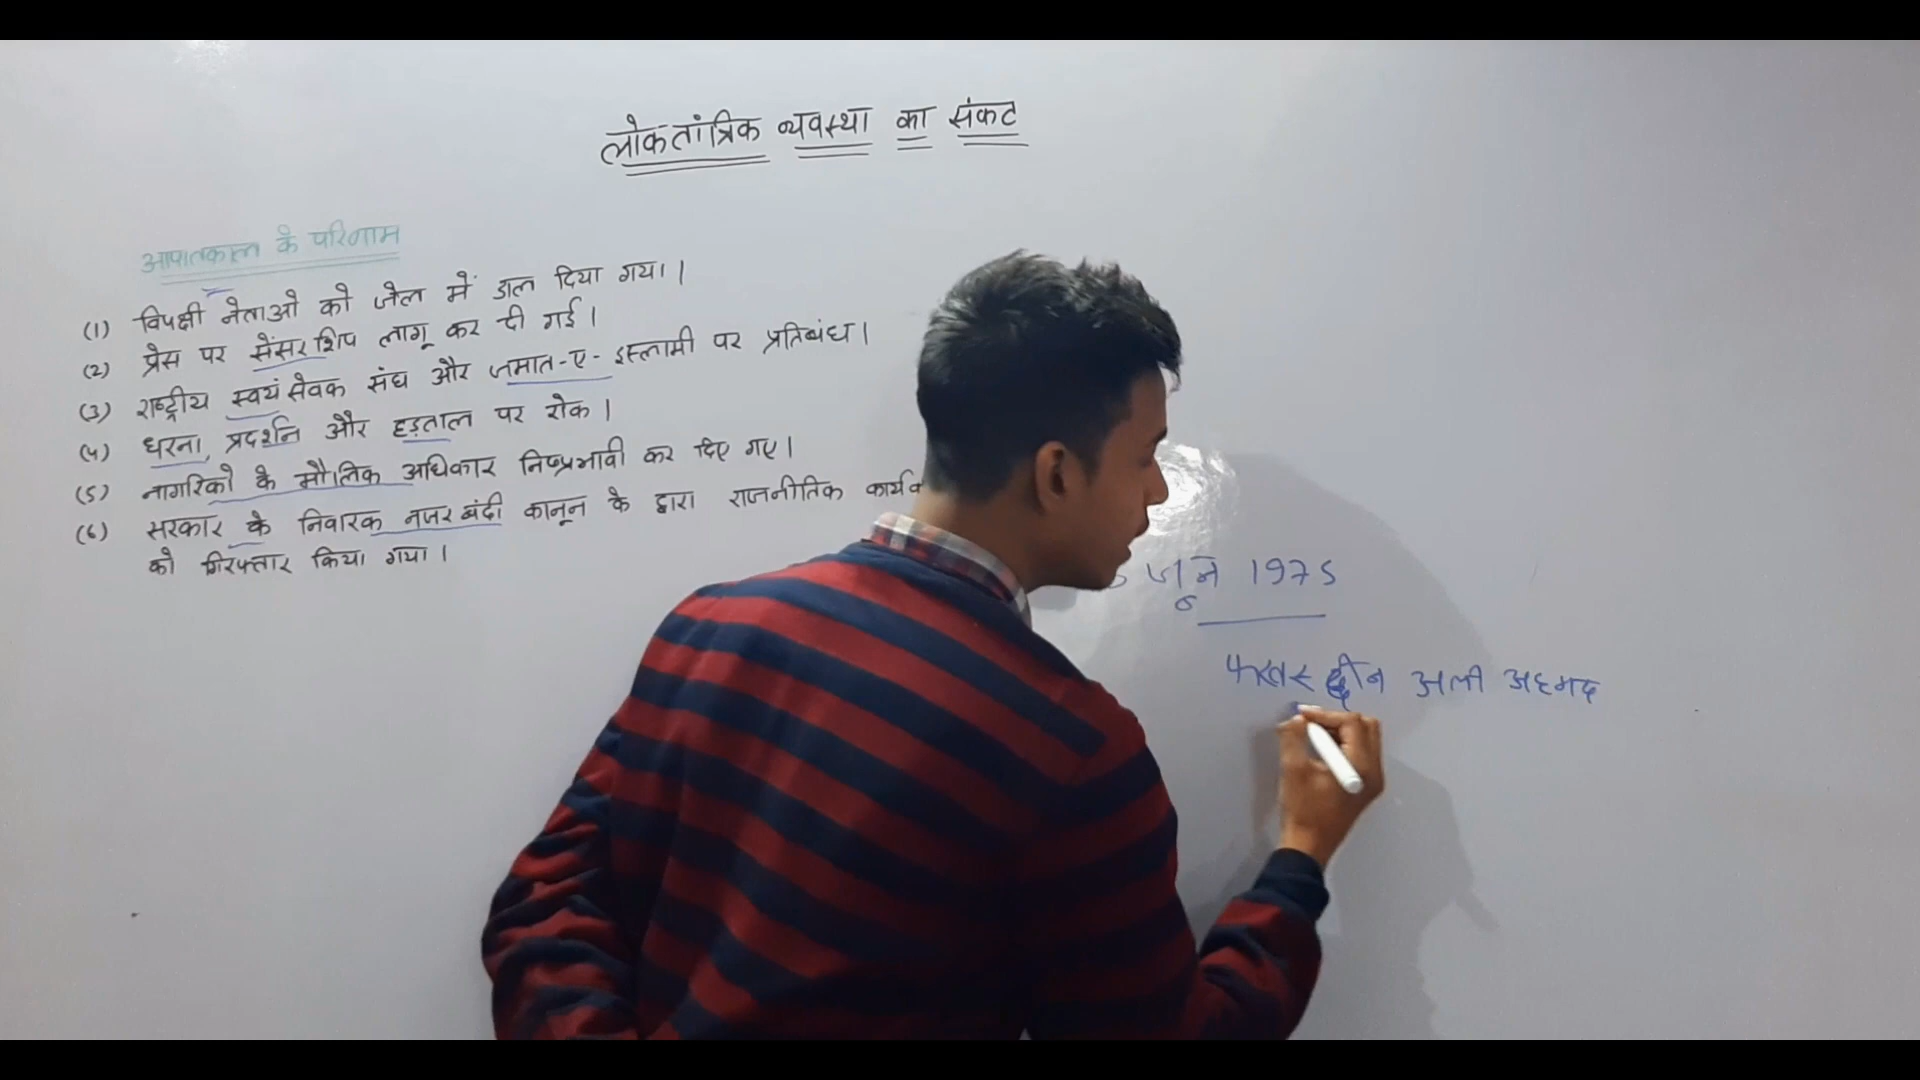 लोकतांत्रिक व्यवस्था का संकट
आपातकाल के परिणाम
(1) विपक्षी नेताओ को जेल में डाल दिया गया।
(2) प्रेस पर सेंसरशिप लागू कर दी गई।
(3) राष्ट्रीय स्वयंसेवक संघ और जमात-ए-इस्लामी पर प्रतिबंध।
(4) धरना, प्रदर्शन और हड़ताल पर रोक।
(5) नागरिको के मौलिक अधिकार निष्प्रभावी कर दिए गए।
(6) सरकार के निवारक नजरबंदी कानून के द्वारा राजनीतिक
को गिरफ्तार किया गया।
जून 1975
फखरुद्दीन अली अहमद